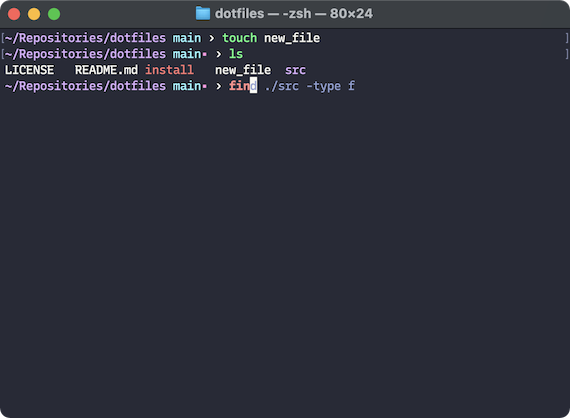 dotfiles — -zsh — 80×24
[~/Repositories/dotfiles main › touch new_file ]
[~/Repositories/dotfiles main▪ › ls ]
LICENSE README.md install new_file src
~/Repositories/dotfiles main▪ › find ./src -type f